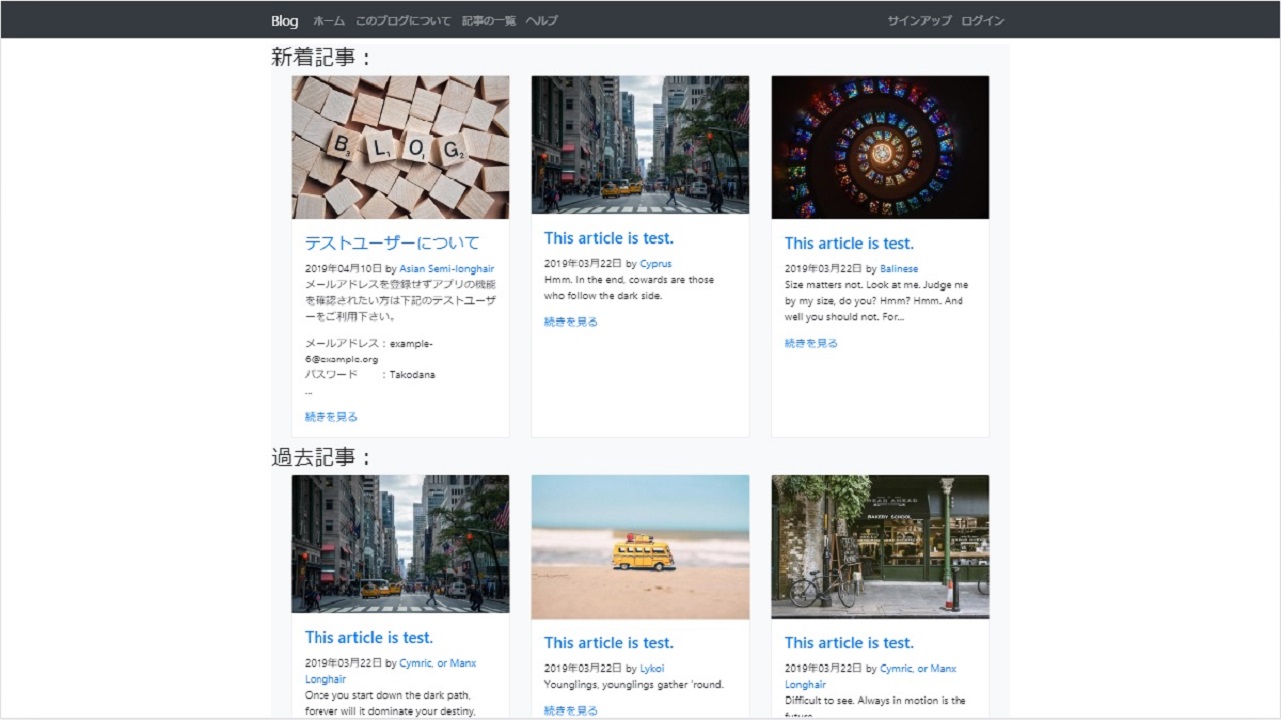 Blog ホーム このブログについて 記事の一覧 ヘルプ サインアップ ログイン
新着記事：
B L O G
テストユーザーについて
2019年04月10日 by Asian Semi-longhair
メールアドレスを登録せずアプリの機能
を確認されたい方は下記のテストユーザ
ーをご利用下さい。
メールアドレス：example-
6@example.org
パスワード　　：Takodana
...
続きを見る
This article is test.
2019年03月22日 by Cyprus
Hmm. In the end, cowards are those
who follow the dark side.
続きを見る
This article is test.
2019年03月22日 by Balinese
Size matters not. Look at me. Judge me
by my size, do you? Hmm? Hmm. And
well you should not. For...
続きを見る
過去記事：
This article is test.
2019年03月22日 by Cymric, or Manx
Longhair
Once you start down the dark path,
forever will it dominate your destiny,
This article is test.
2019年03月22日 by Lykoi
Younglings, younglings gather 'round.
続きを見る
BAKERY SCHOOL
This article is test.
2019年03月22日 by Cymric, or Manx
Longhair
Difficult to see. Always in motion is the
future